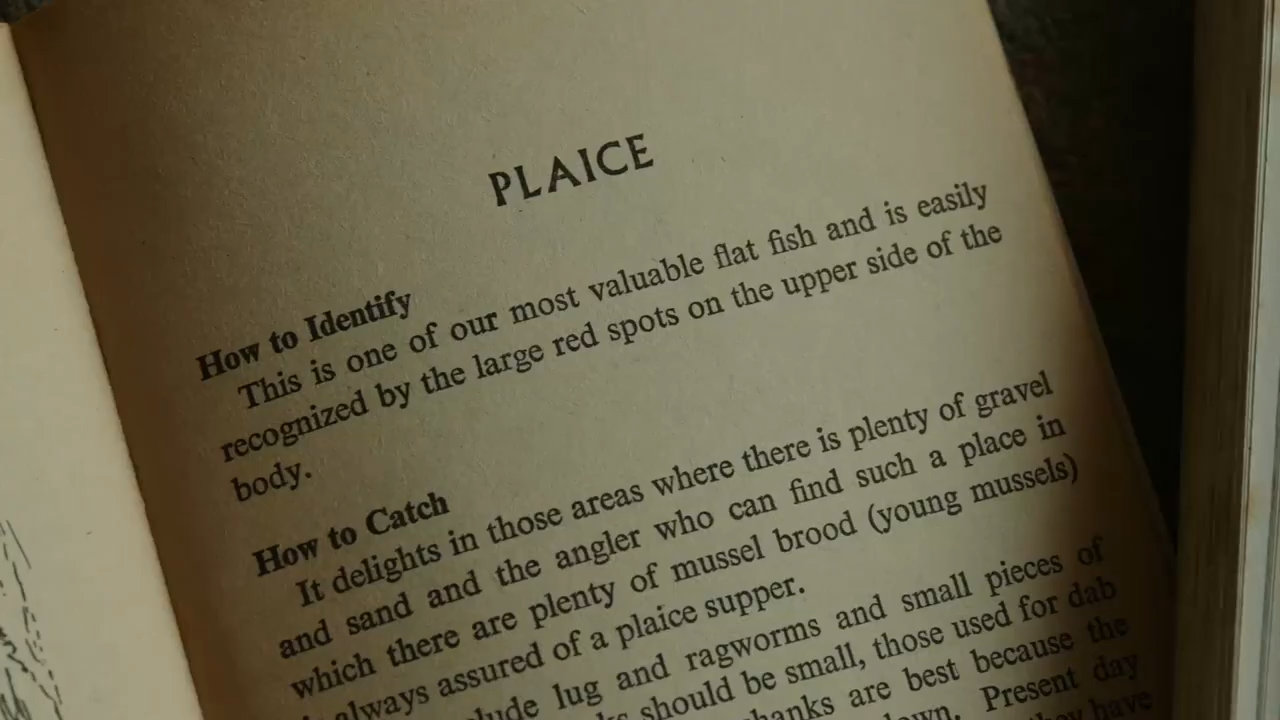 PLAICE
How to Identify
This is one of our most valuable flat fish and is easily
recognized by the large red spots on the upper side of the
body.
How to Catch
It delights in those areas where there is plenty of gravel
and sand and the angler who can find such a place in
which there are plenty of mussel brood (young mussels)
always assured of a plaice supper.
lug and ragworms and small pieces of
should be small, those used for dab
are best because the
Present day
they have